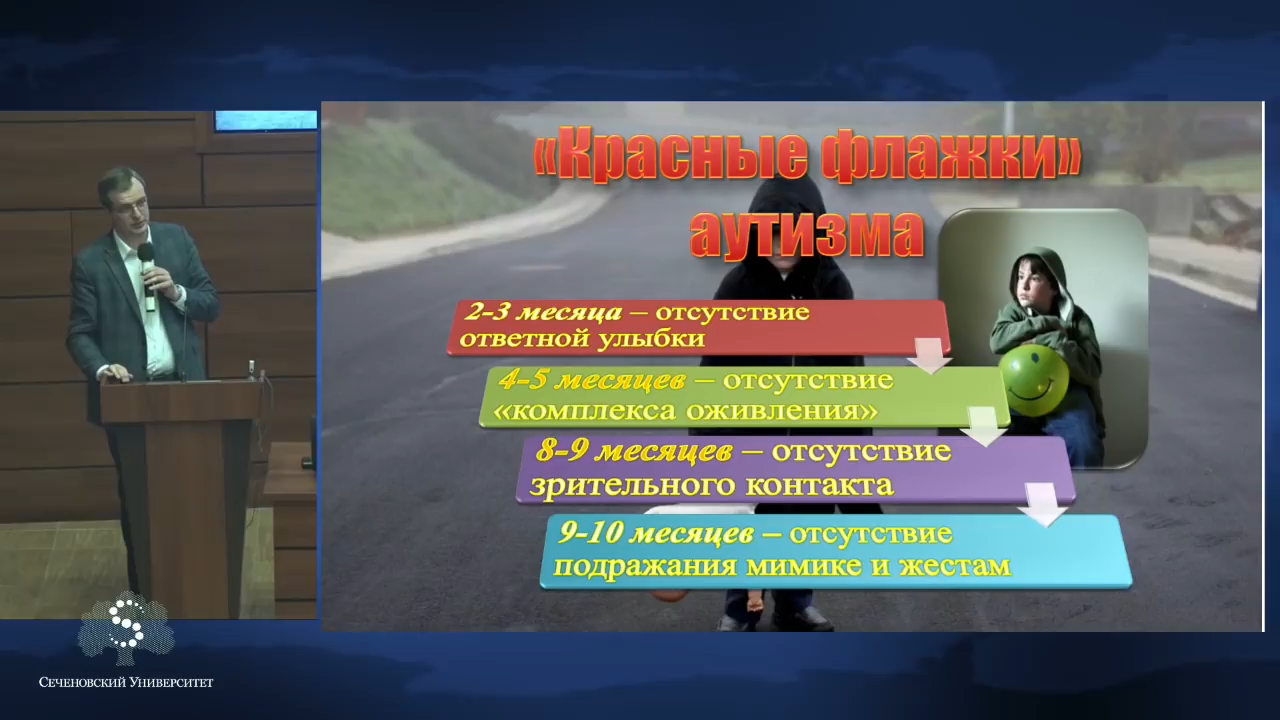 «Красные флажки»
аутизма
2-3 месяца – отсутствие
ответной улыбки
4-5 месяцев – отсутствие
«комплекса оживления»
8-9 месяцев – отсутствие
зрительного контакта
9-10 месяцев – отсутствие
подражания мимике и жестам
Сеченовский Университет